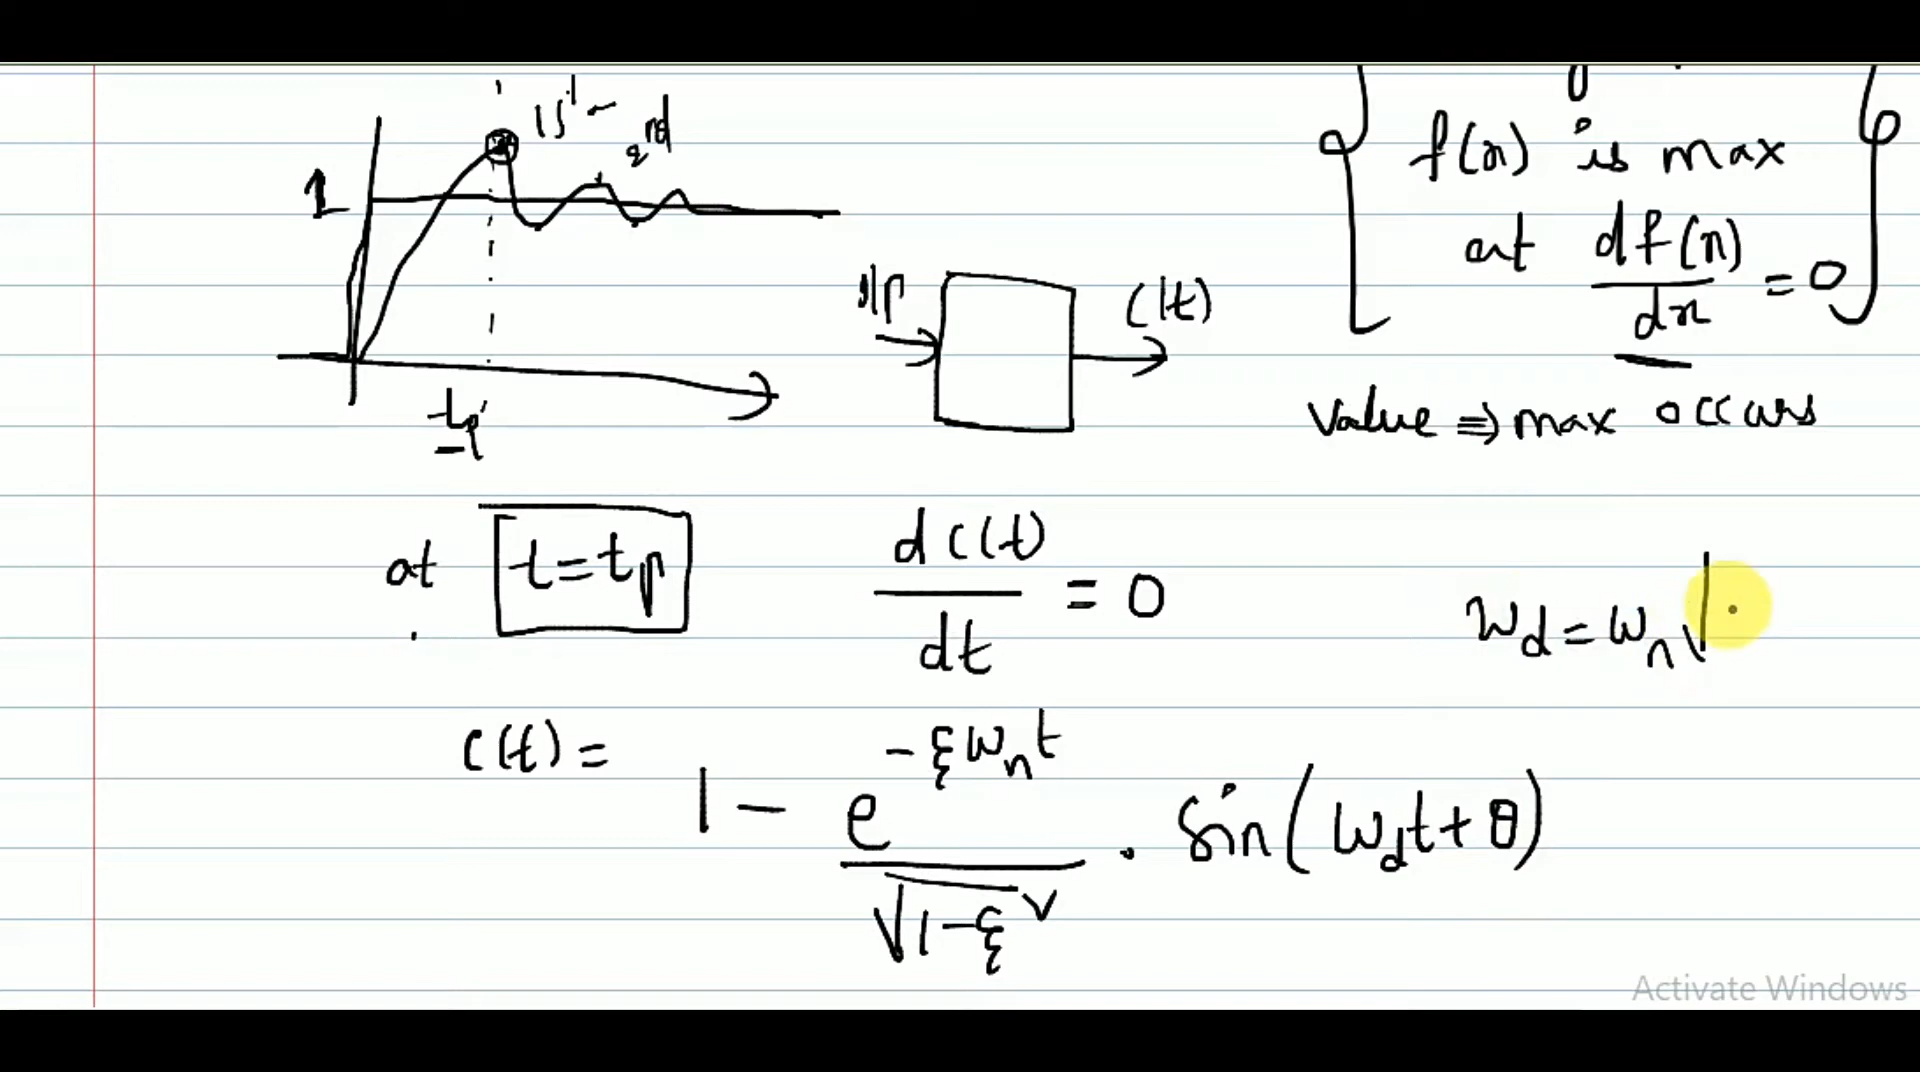 1st
2nd
1
tp
I/p
C(t)
f(x) is max
at df(x)/dx = 0
value ⇒ max occurs
at t=tp
dC(t)/dt = 0
ωd = ωn√
C(t) = 1 - e^(-ξωnt)/√(1-ξ²) . sin(ωdt+θ)
Activate Windows